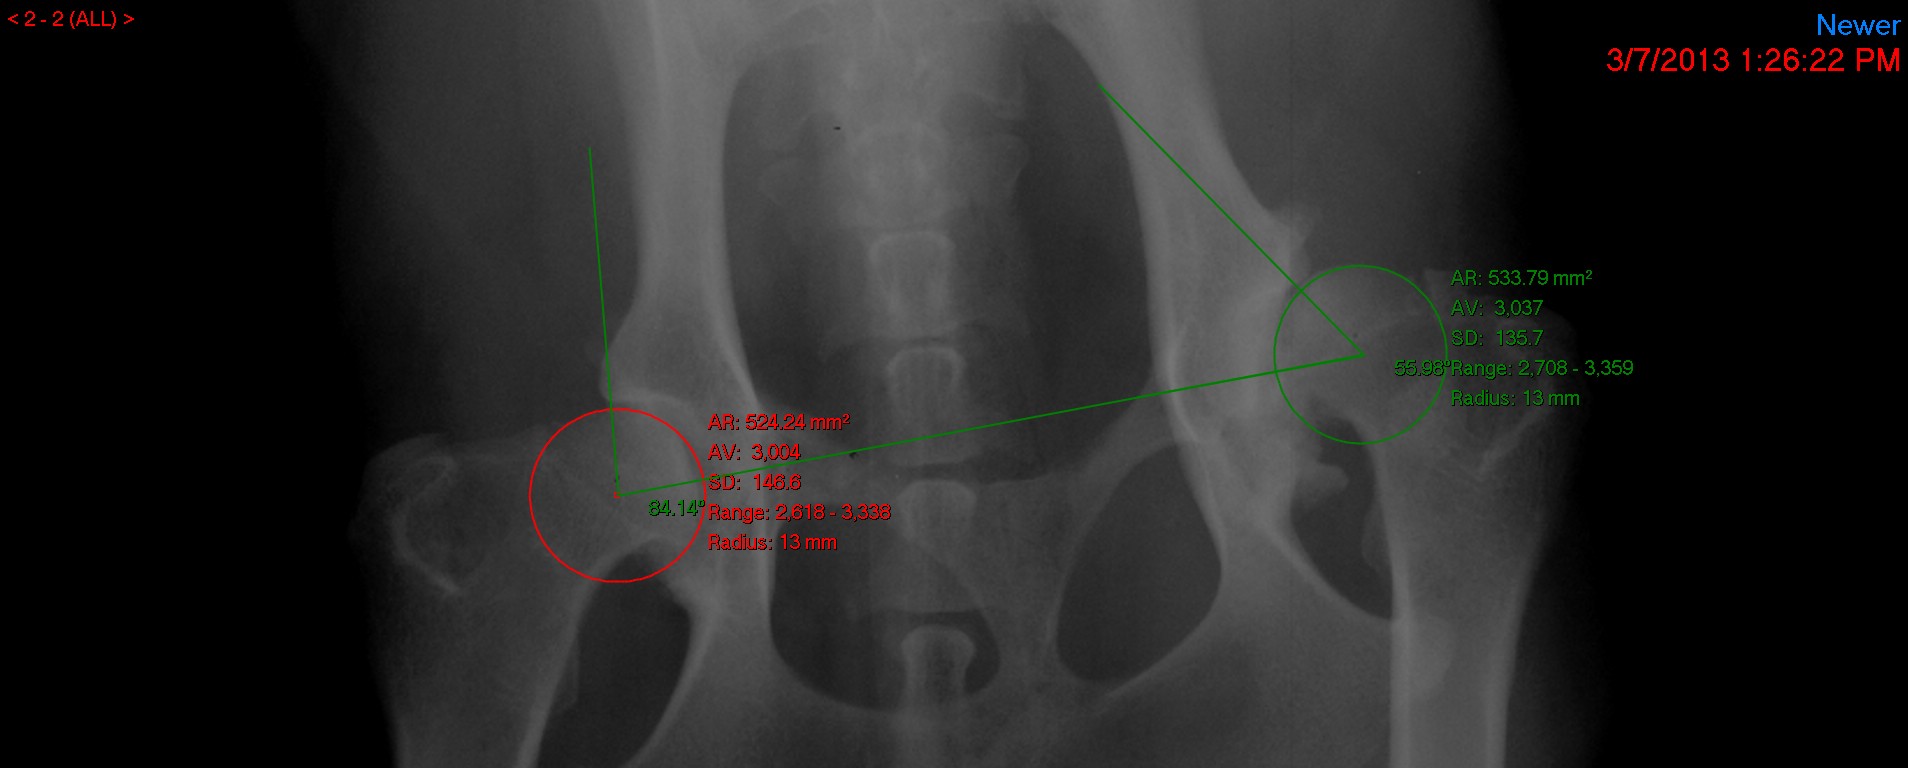 < 2 - 2 (ALL) >
Newer
3/7/2013 1:26:22 PM
AR: 533.79 mm²
AV: 3,037
SD: 135.7
55.98°
Range: 2,708 - 3,359
Radius: 13 mm
AR: 524.24 mm²
AV: 3,004
SD: 146.6
84.14°
Range: 2,618 - 3,338
Radius: 13 mm